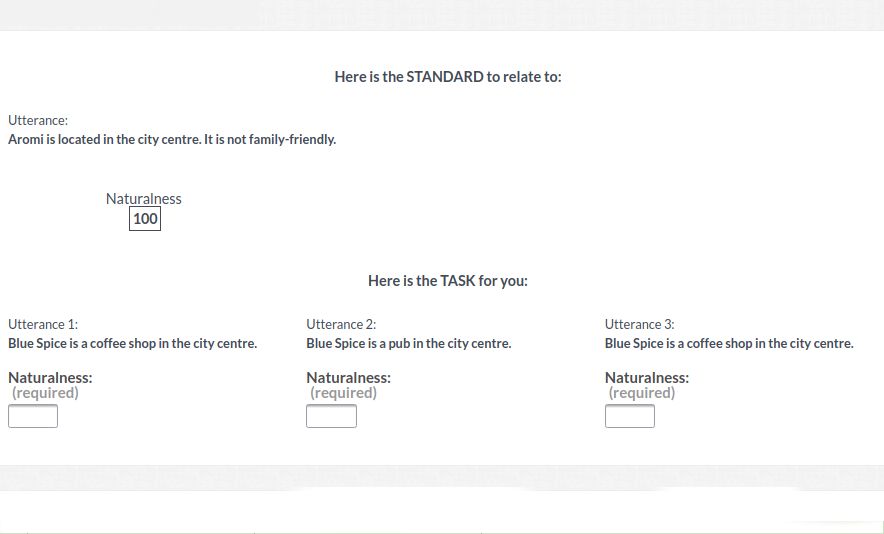 Here is the STANDARD to relate to:
Utterance:
Aromi is located in the city centre. It is not family-friendly.
Naturalness
100
Here is the TASK for you:
Utterance 1:
Blue Spice is a coffee shop in the city centre.
Naturalness:
(required)
Utterance 2:
Blue Spice is a pub in the city centre.
Naturalness:
(required)
Utterance 3:
Blue Spice is a coffee shop in the city centre.
Naturalness:
(required)